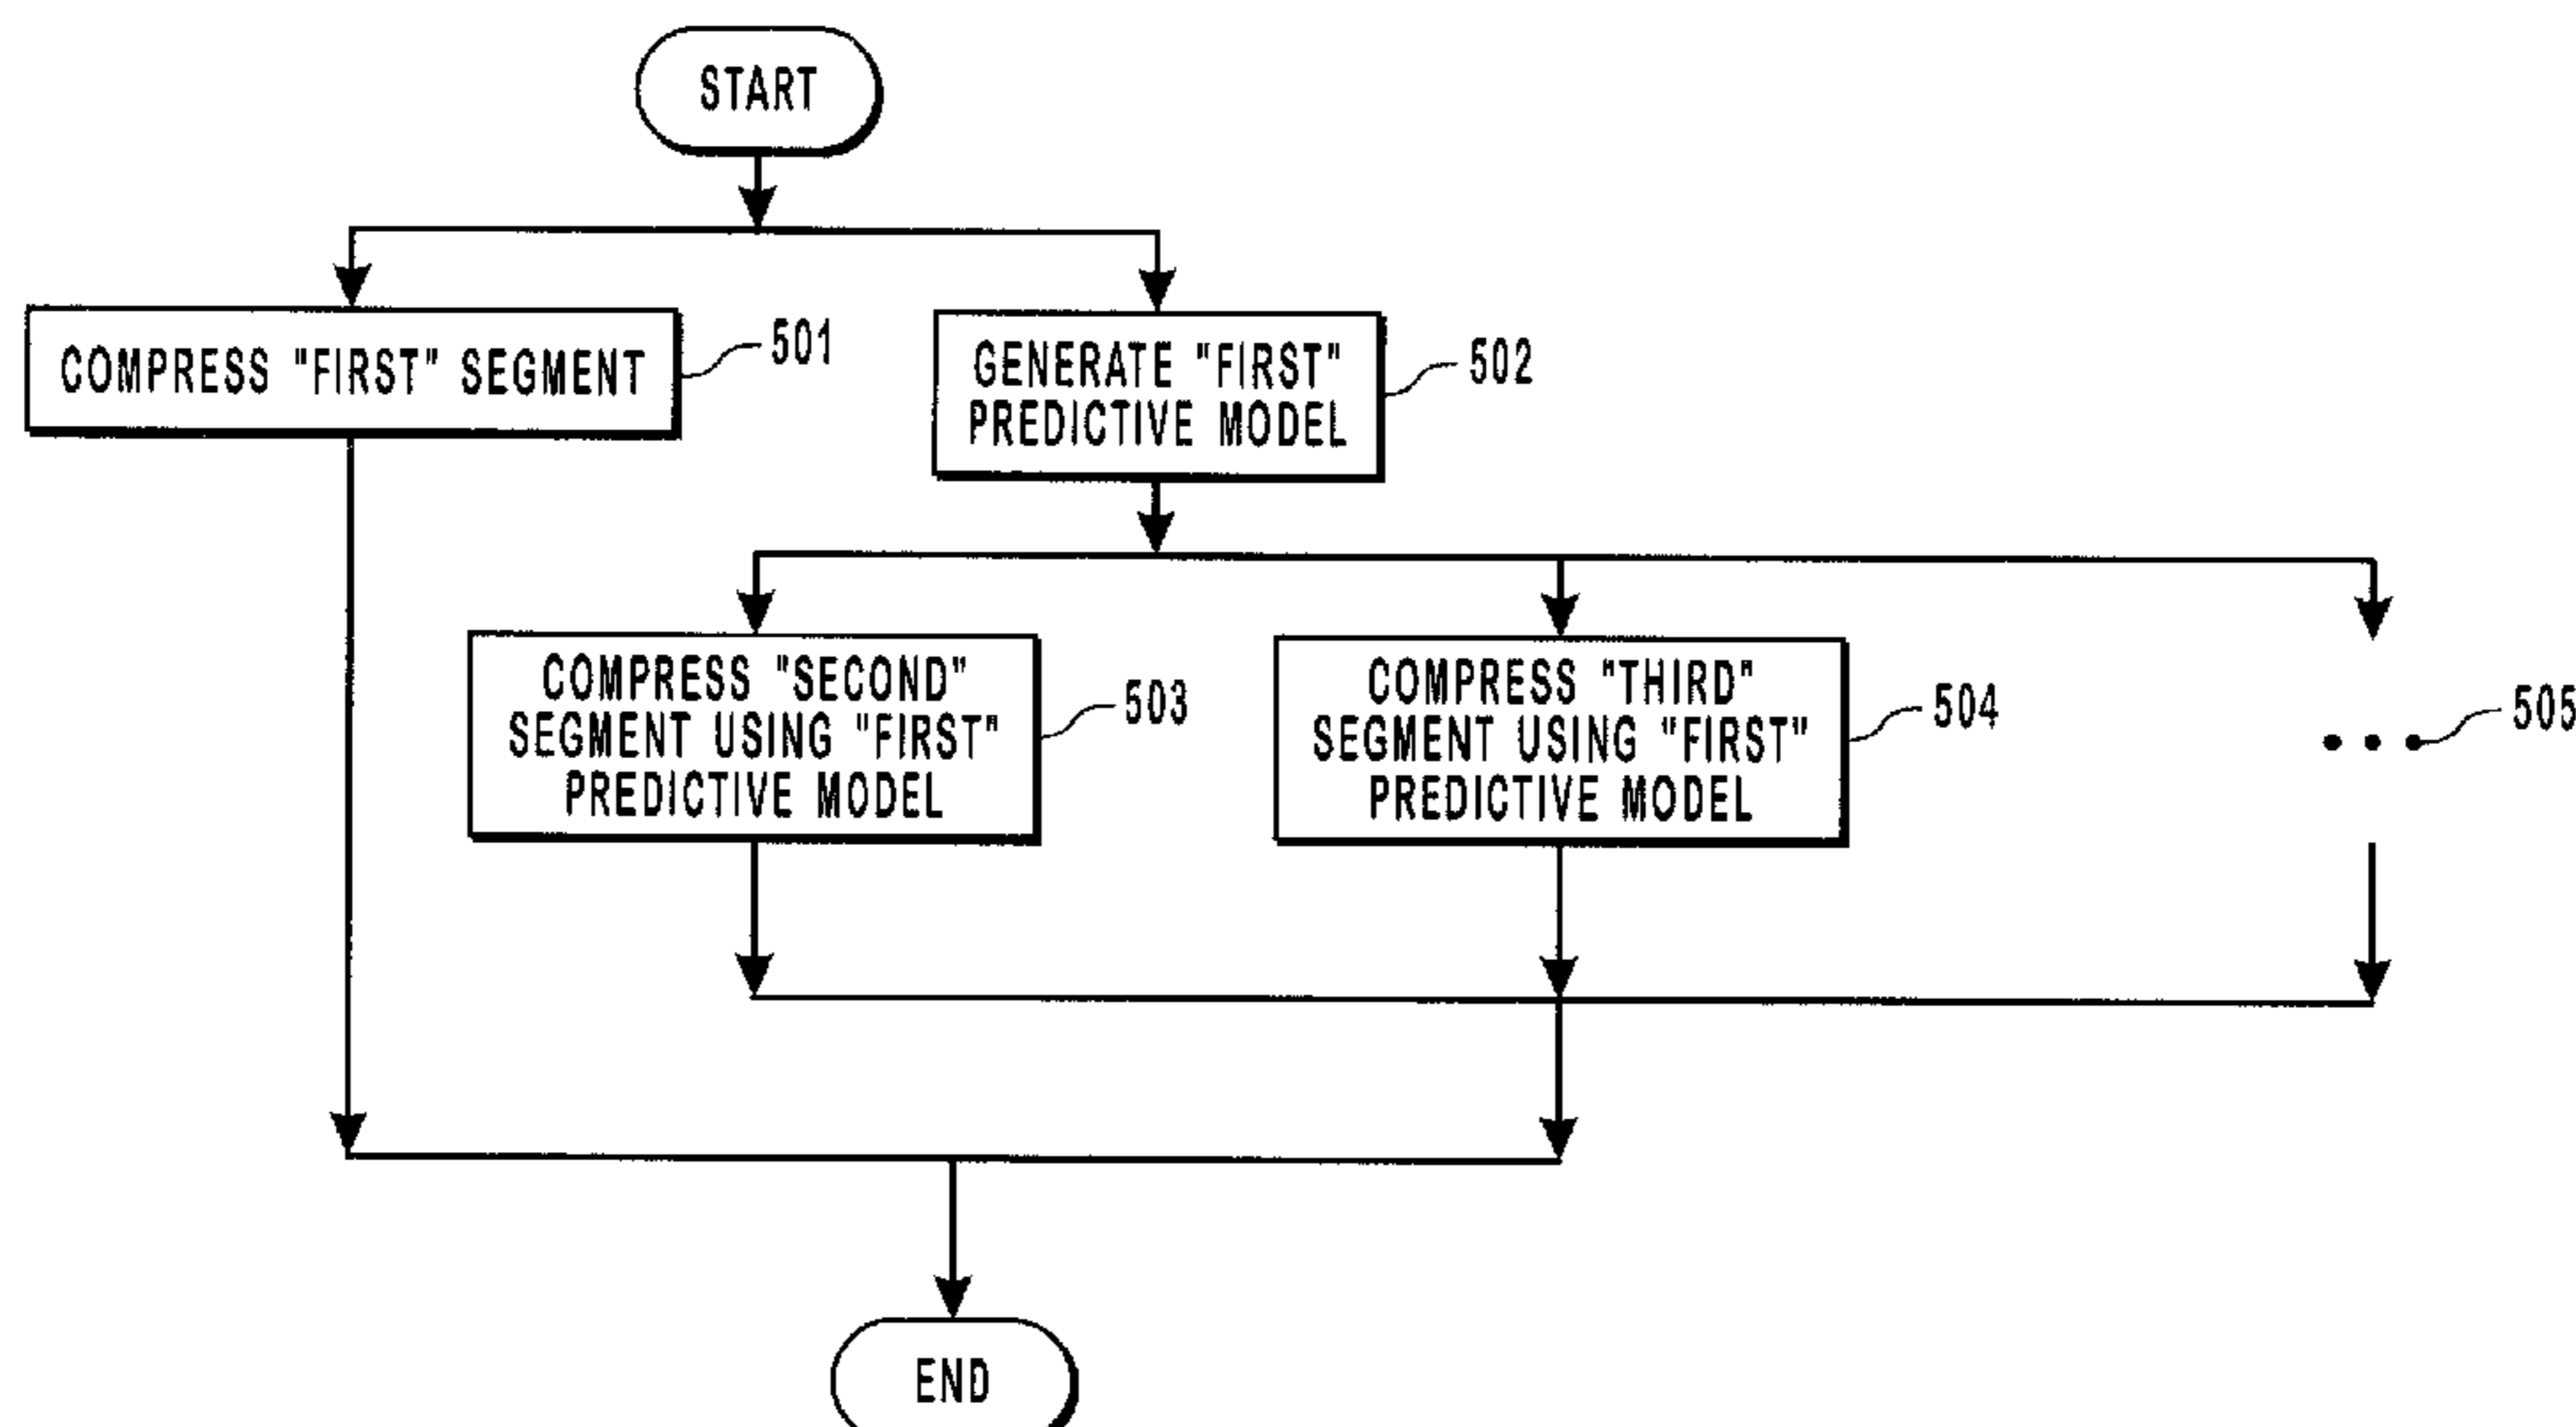 START
COMPRESS "FIRST" SEGMENT
501
GENERATE "FIRST"
PREDICTIVE MODEL
502
COMPRESS "SECOND"
SEGMENT USING "FIRST"
PREDICTIVE MODEL
503
COMPRESS "THIRD"
SEGMENT USING "FIRST"
PREDICTIVE MODEL
504
• • •
505
END